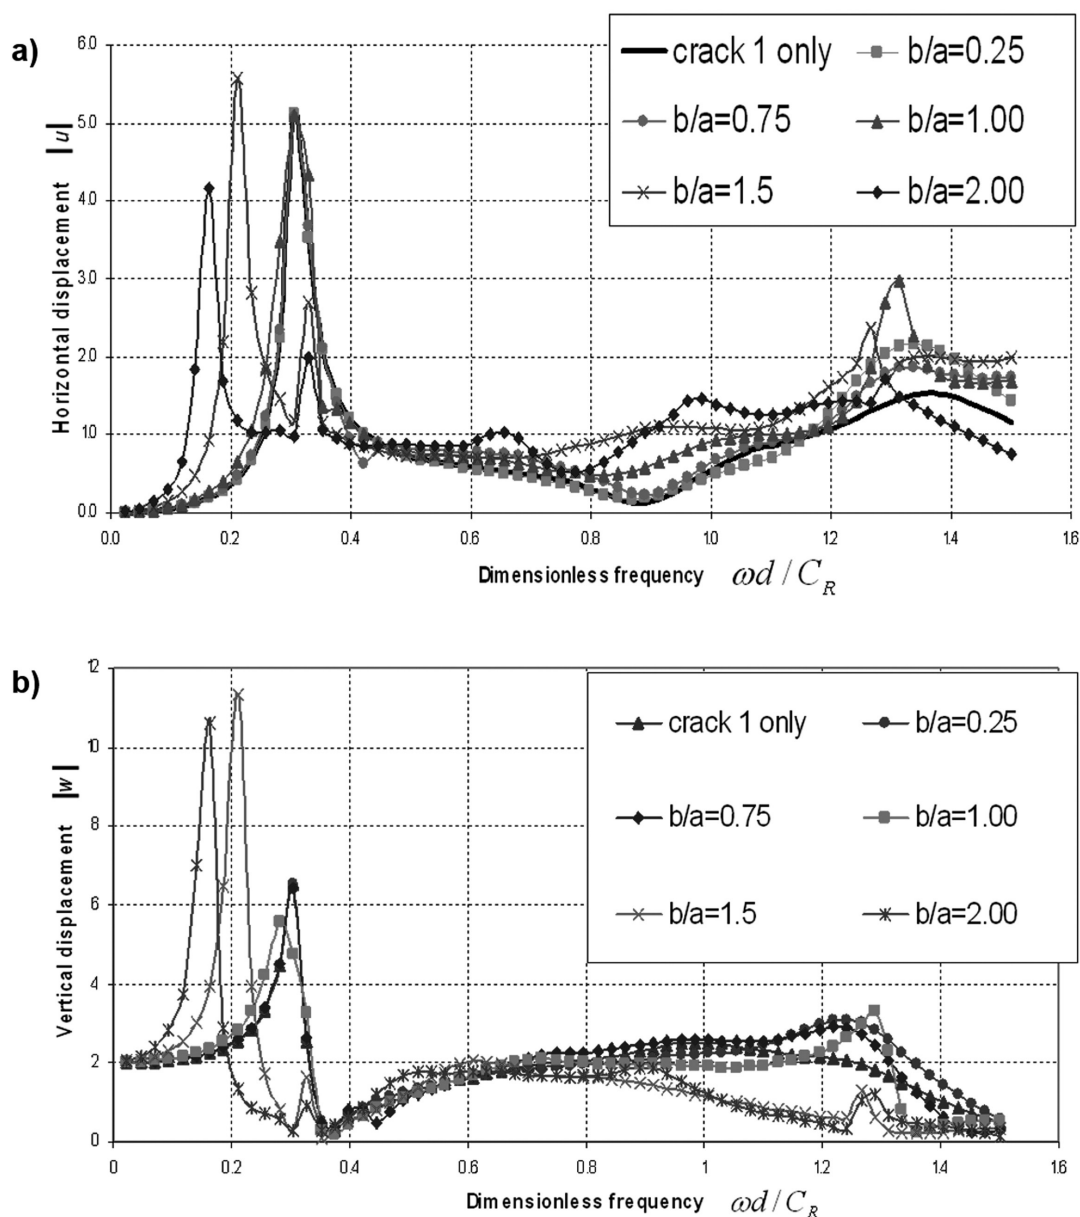 a)
6.0
5.0
4.0
3.0
2.0
10
0.0
Horizontal displacement |u|
crack 1 only
b/a=0.25
b/a=0.75
b/a=1.00
b/a=1.5
b/a=2.00
0.0 0.2 0.4 0.6 0.8 1.0 1.2 1.4 1.6
Dimensionless frequency ωd / C_R
b)
12
10
8
6
4
2
0
Vertical displacement |w|
crack 1 only
b/a=0.25
b/a=0.75
b/a=1.00
b/a=1.5
b/a=2.00
0 0.2 0.4 0.6 0.8 1 1.2 1.4 1.6
Dimensionless frequency ωd / C_R